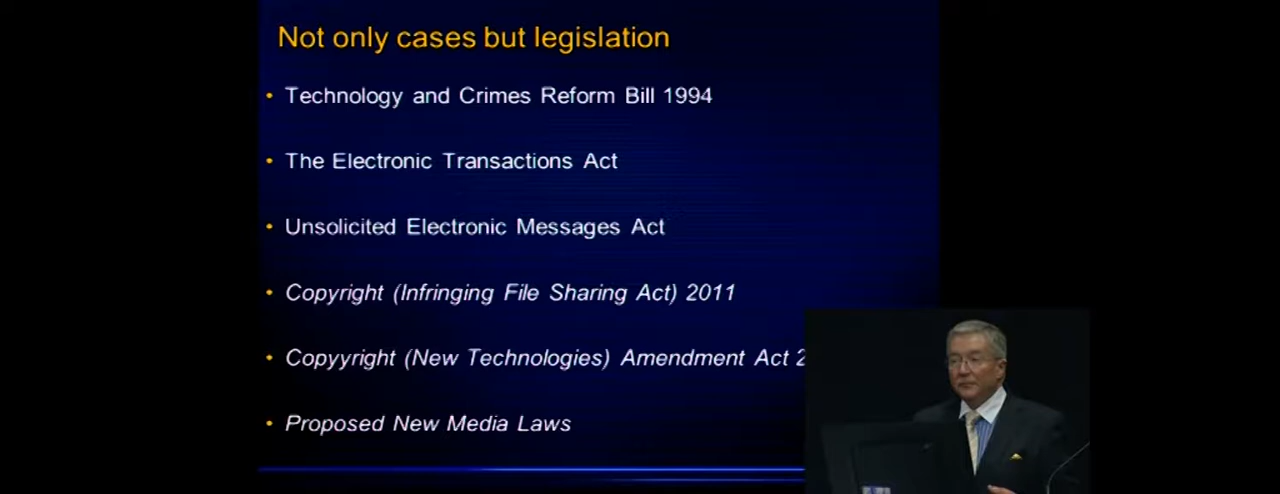 Not only cases but legislation
• Technology and Crimes Reform Bill 1994
• The Electronic Transactions Act
• Unsolicited Electronic Messages Act
• Copyright (Infringing File Sharing Act) 2011
• Copyyright (New Technologies) Amendment Act 2
• Proposed New Media Laws